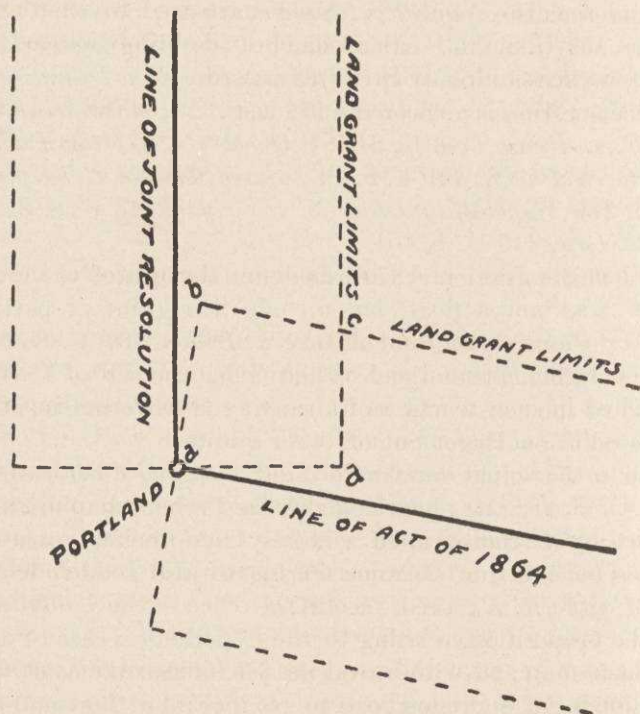 LINE OF JOINT RESOLUTION
LAND GRANT LIMITS
C
LAND GRANT LIMITS
PORTLAND
LINE OF ACT OF 1864